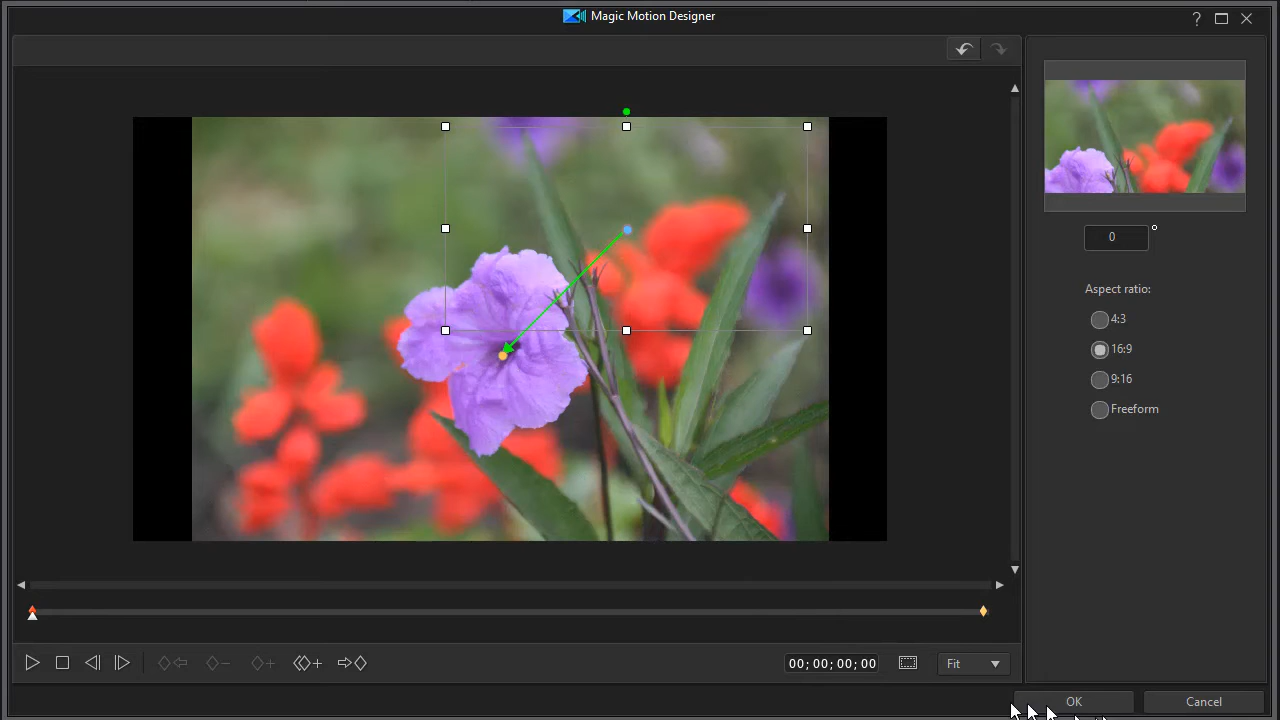 Magic Motion Designer
?
0
Aspect ratio:
4:3
16:9
9:16
Freeform
00;00;00;00
Fit
OK
Cancel